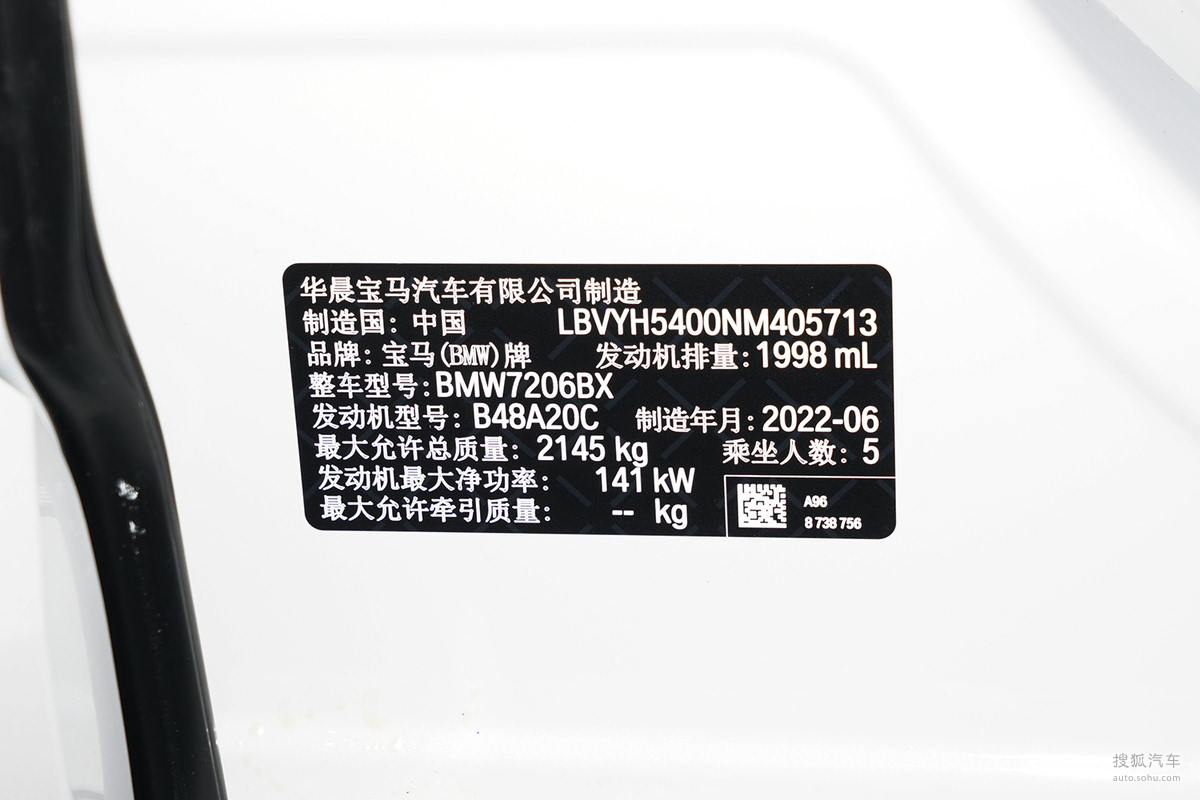 华晨宝马汽车有限公司制造
制造国：中国 LBVYH5400NM405713
品牌：宝马(BMW)牌 发动机排量：1998 mL
整车型号：BMW7206BX
发动机型号：B48A20C 制造年月：2022-06
最大允许总质量：2145 kg 乘坐人数：5
发动机最大净功率：141 kW
最大允许牵引质量：-- kg
A96
8 738 756
搜狐汽车
auto.sohu.com